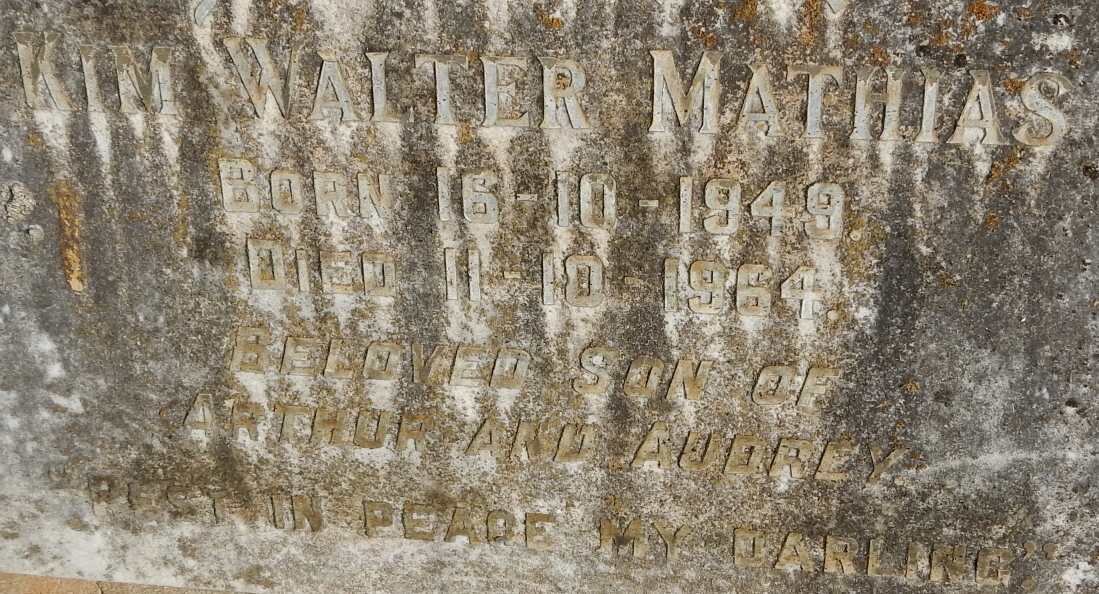 KIM WALTER MATHIAS
BORN 16-10-1949
DIED 11-10-1964
BELOVED SON OF
ARTHUR AND AUDREY
"REST IN PEACE MY DARLING"